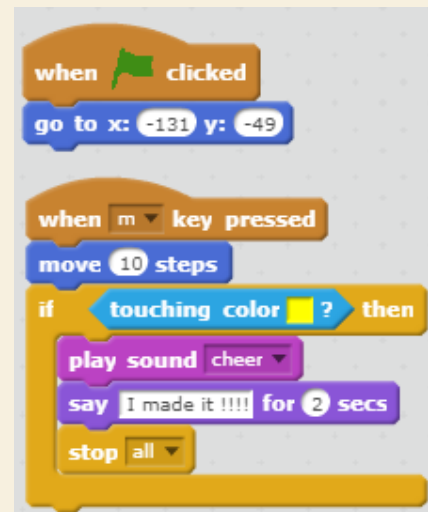 when clicked
go to x: -131 y: -49
when m key pressed
move 10 steps
if touching color ? then
play sound cheer
say I made it !!!! for 2 secs
stop all